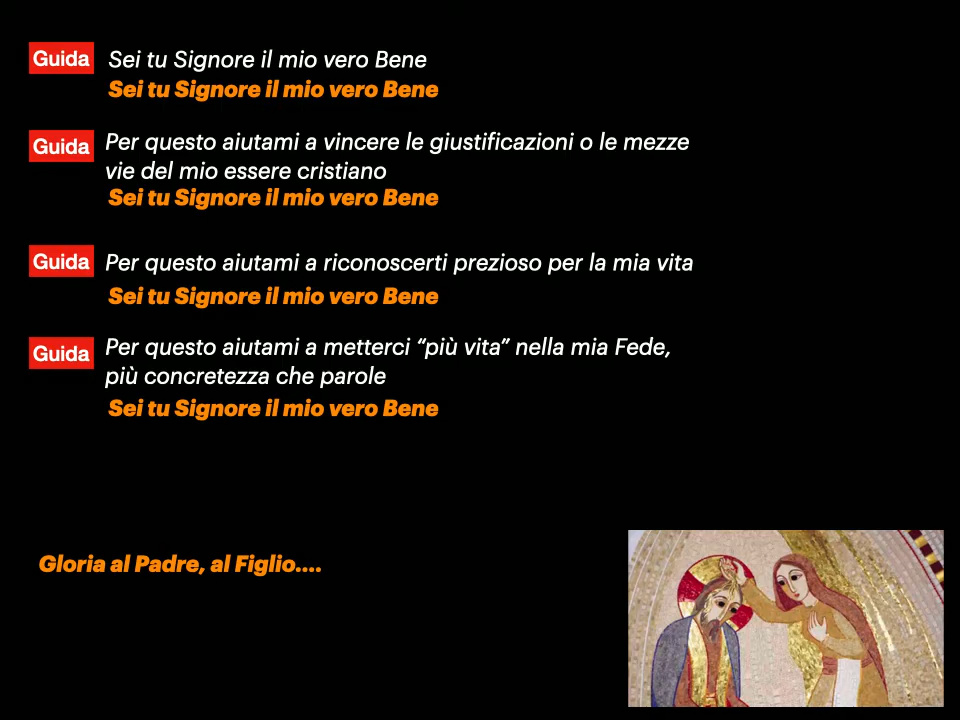 Guida Sei tu Signore il mio vero Bene
Sei tu Signore il mio vero Bene
Guida Per questo aiutami a vincere le giustificazioni o le mezze
vie del mio essere cristiano
Sei tu Signore il mio vero Bene
Guida Per questo aiutami a riconoscerti prezioso per la mia vita
Sei tu Signore il mio vero Bene
Guida Per questo aiutami a metterci “più vita” nella mia Fede,
più concretezza che parole
Sei tu Signore il mio vero Bene
Gloria al Padre, al Figlio....